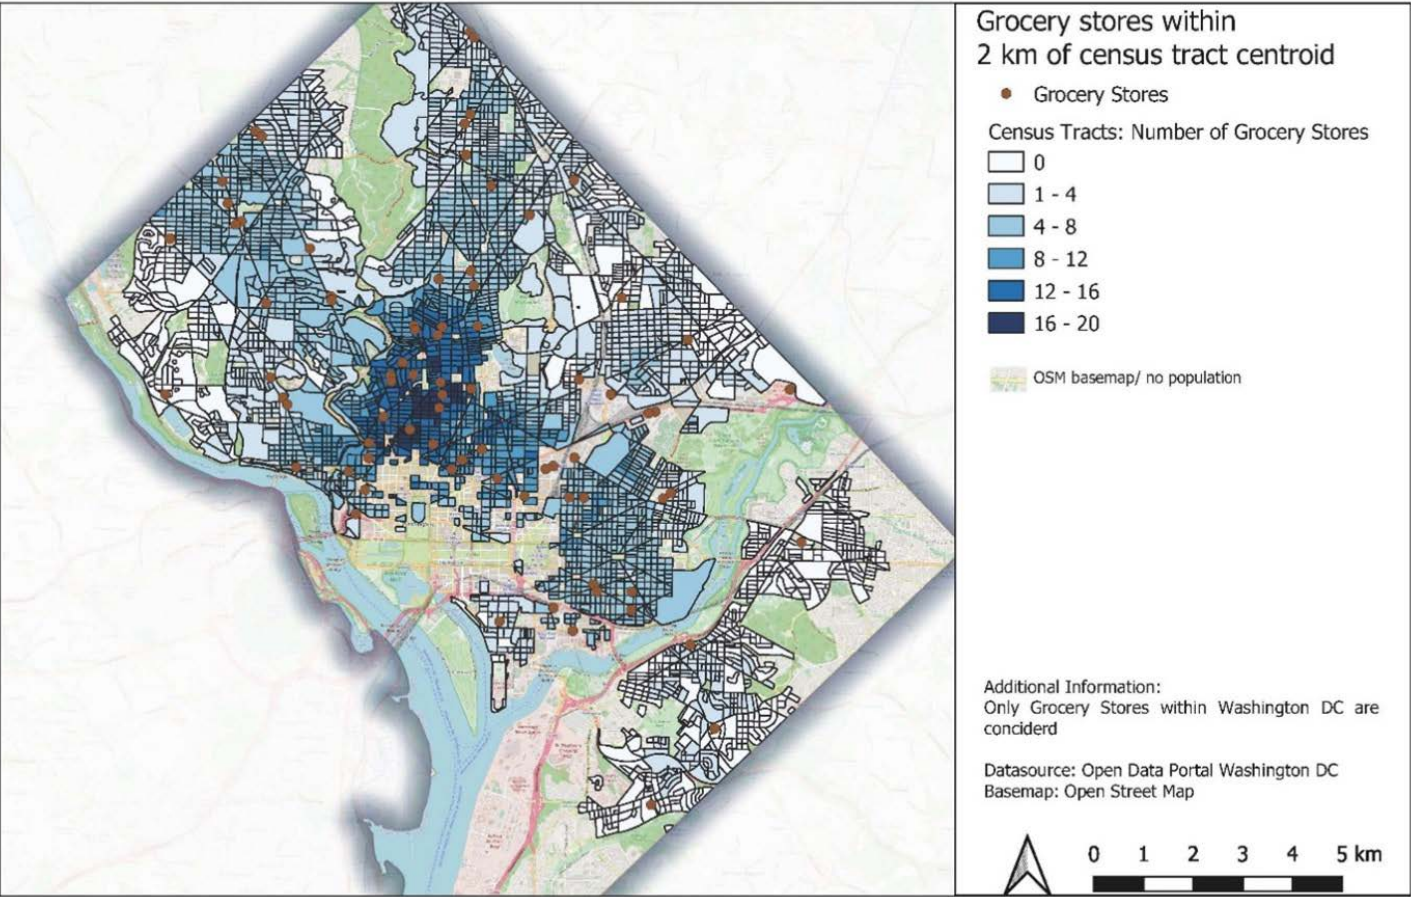 Grocery stores within
2 km of census tract centroid
Grocery Stores
Census Tracts: Number of Grocery Stores
0
1 - 4
4 - 8
8 - 12
12 - 16
16 - 20
OSM basemap/ no population
Additional Information:
Only Grocery Stores within Washington DC are
conciderd
Datasource: Open Data Portal Washington DC
Basemap: Open Street Map
0 1 2 3 4 5 km